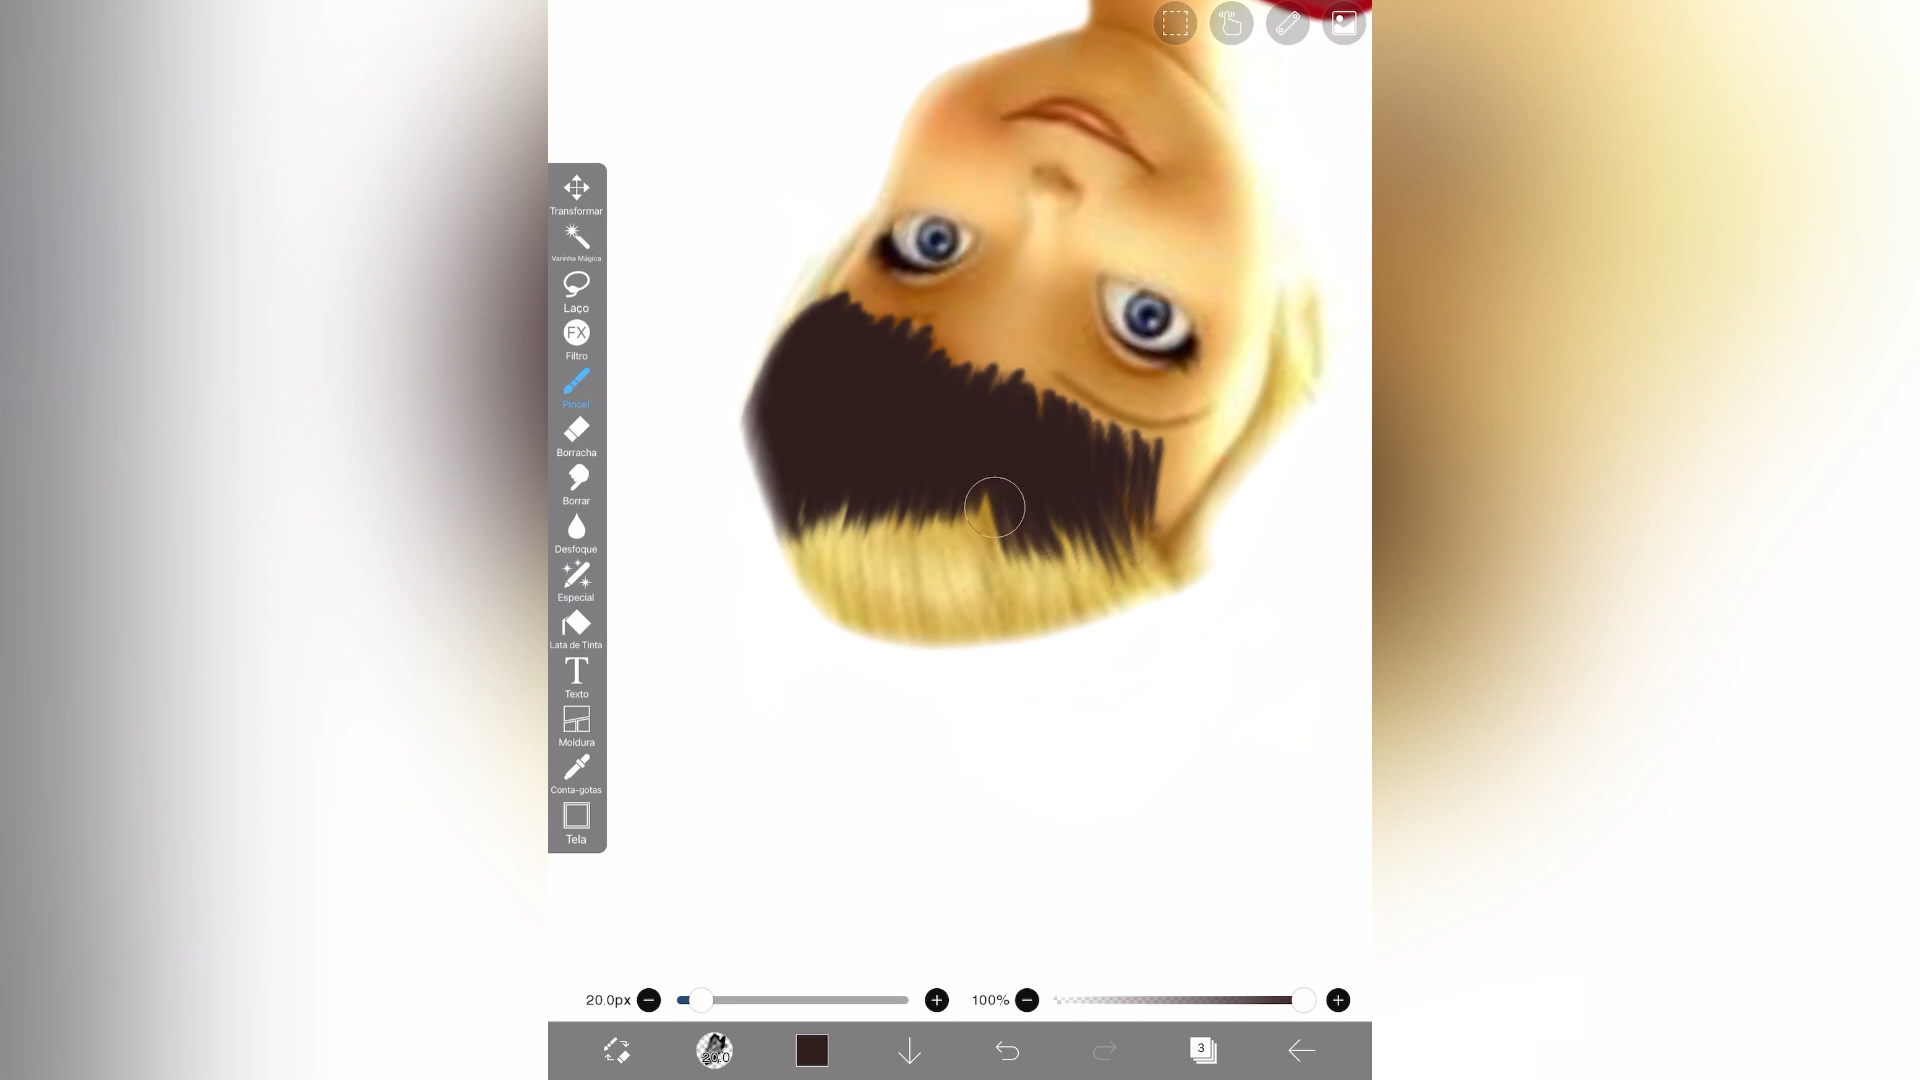 Transformar
Varinha Mágica
Laço
FX
Filtro
Pincel
Borracha
Borrar
Desfoque
Especial
Lata de Tinta
T
Texto
Moldura
Conta-gotas
Tela
20.0px
100%
20.0
3